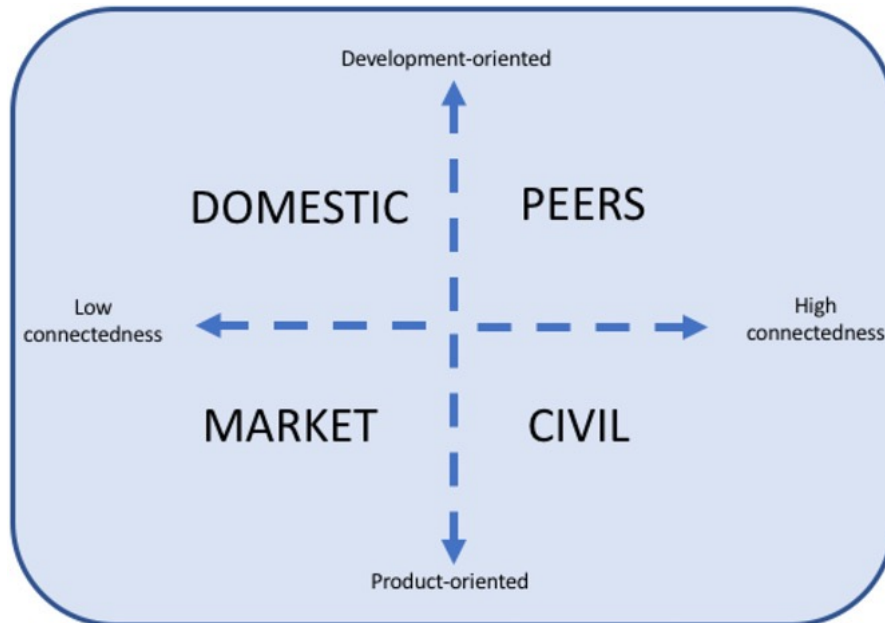 Development-oriented
DOMESTIC
PEERS
Low
connectedness
High
connectedness
MARKET
CIVIL
Product-oriented